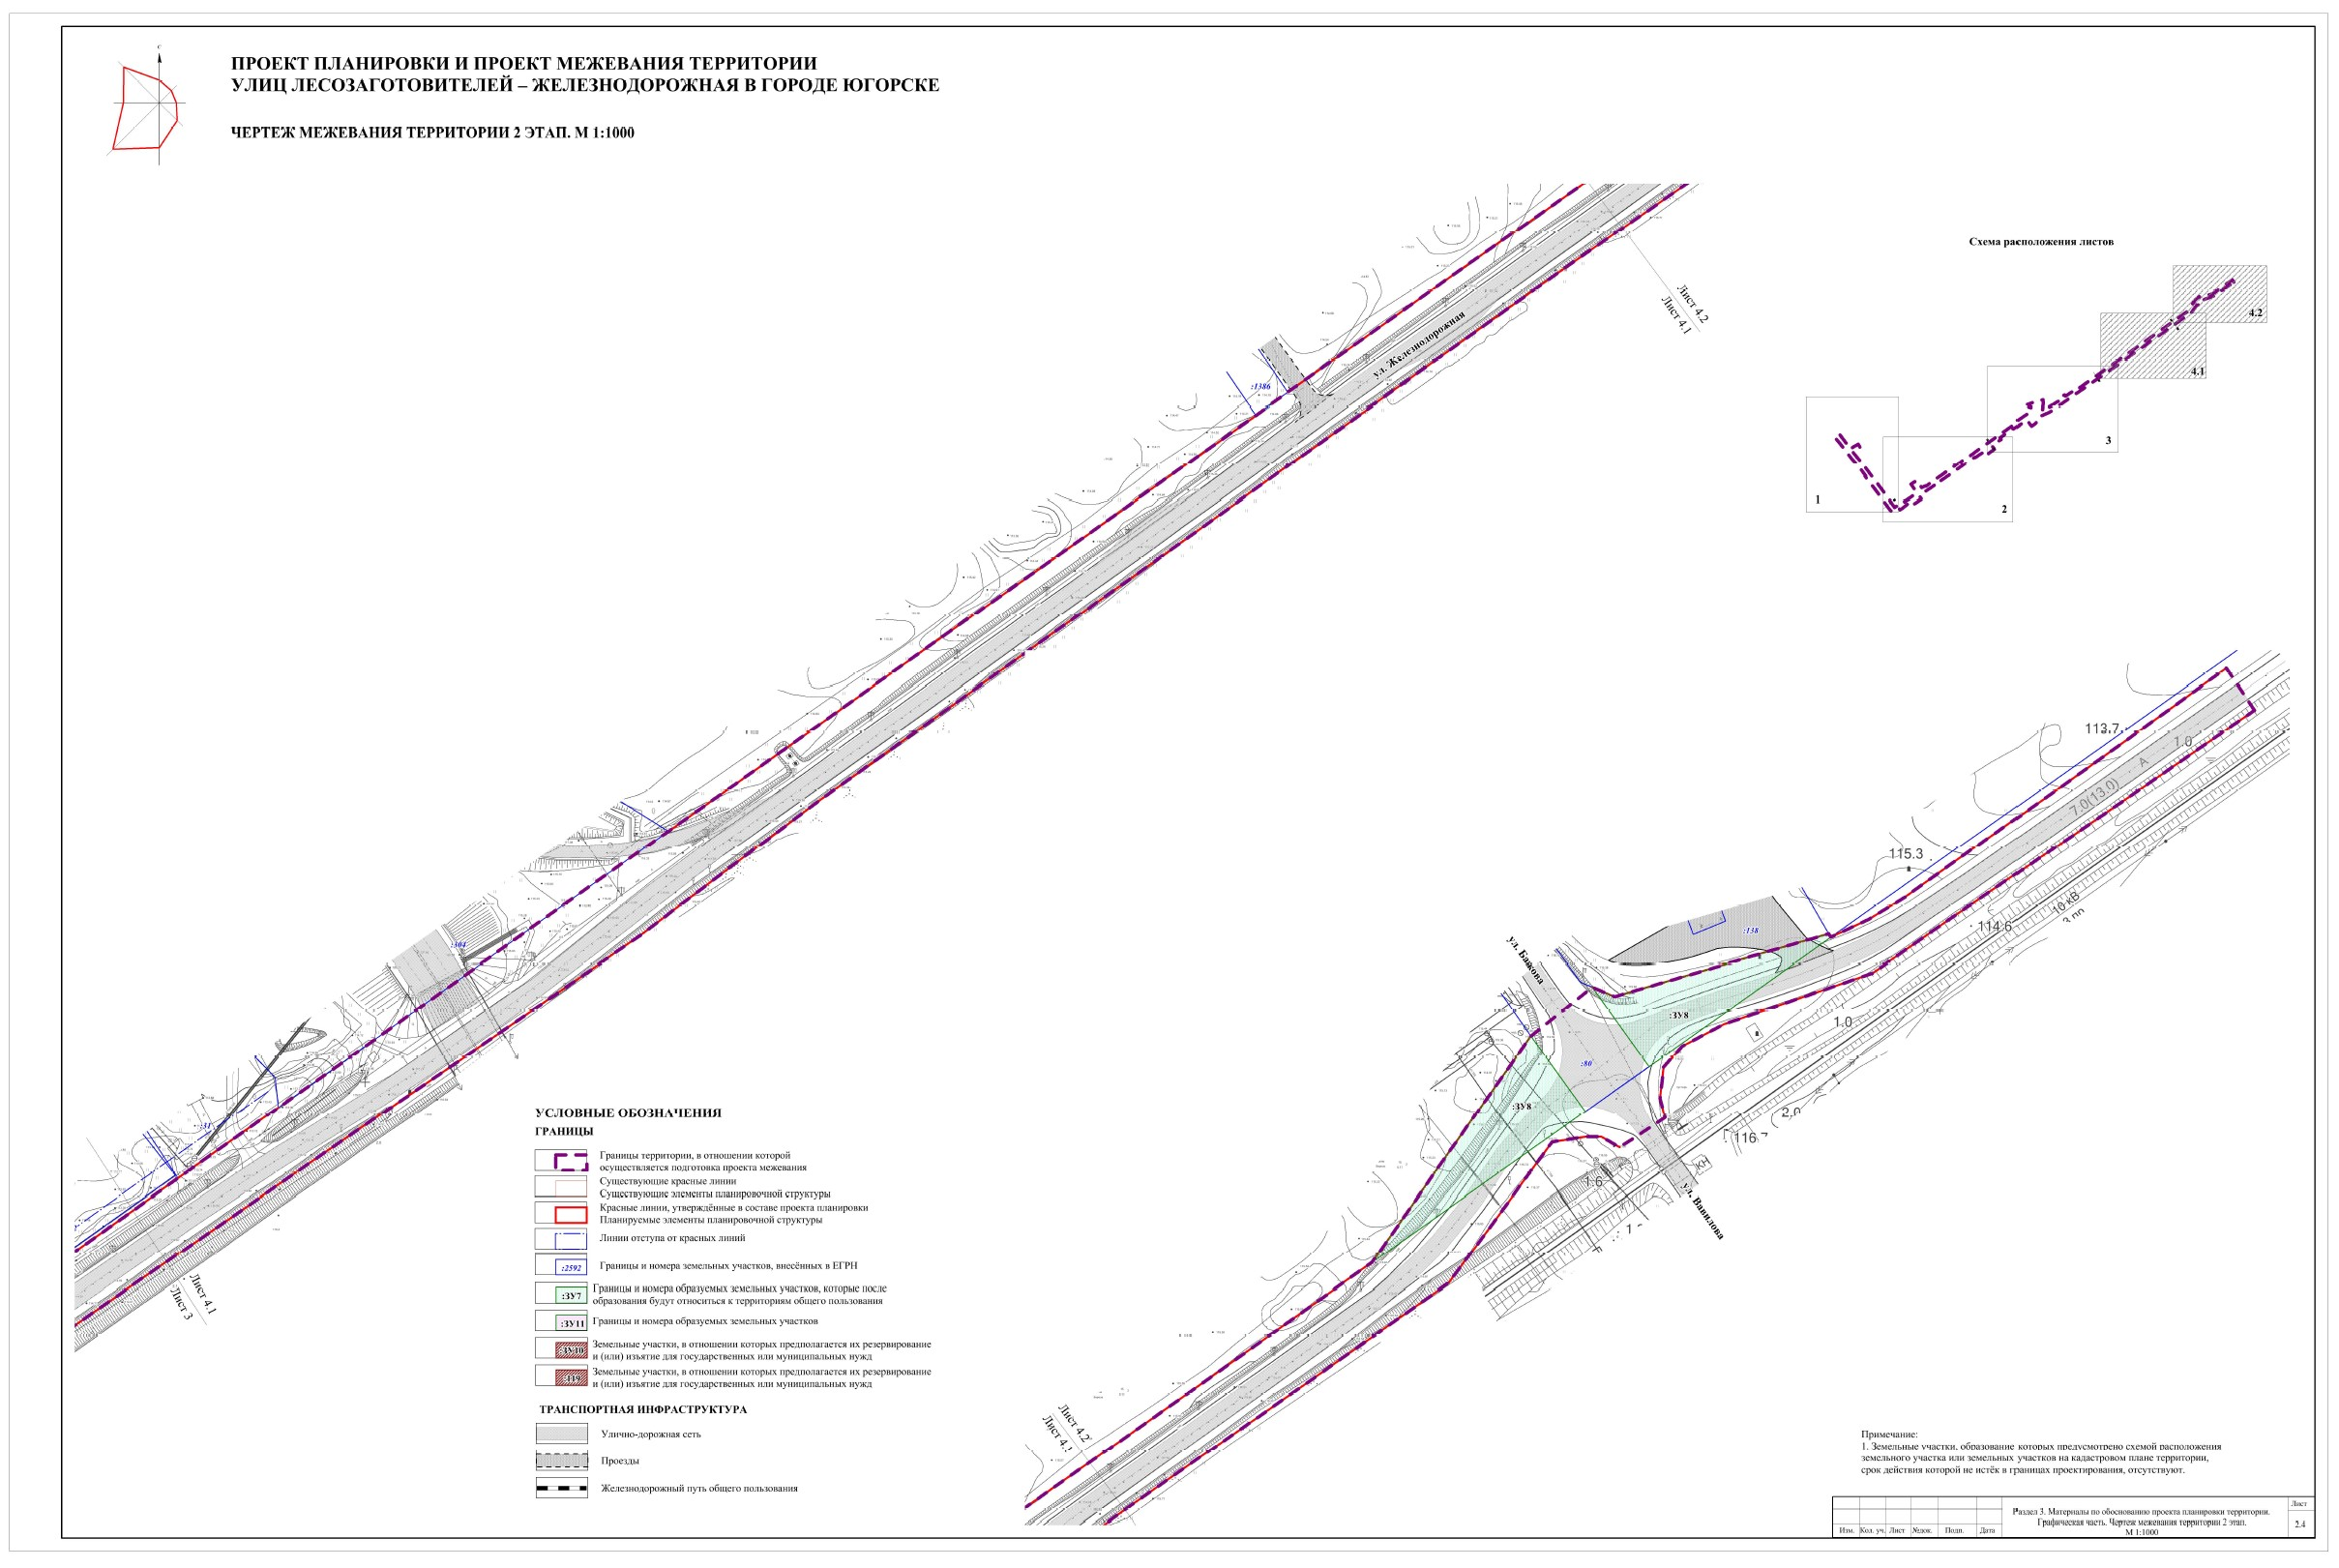 С
ПРОЕКТ ПЛАНИРОВКИ И ПРОЕКТ МЕЖЕВАНИЯ ТЕРРИТОРИИ
УЛИЦ ЛЕСОЗАГОТОВИТЕЛЕЙ – ЖЕЛЕЗНОДОРОЖНАЯ В ГОРОДЕ ЮГОРСКЕ
ЧЕРТЕЖ МЕЖЕВАНИЯ ТЕРРИТОРИИ 2 ЭТАП. М 1:1000
Схема расположения листов
4.2
4.1
3
2
1
Лист 4.2
Лист 4.1
ул. Железнодорожная
:1386
:304
:31
Лист 4.1
Лист 3
113.7
1.0
А
7.0(13.0)
115.3
10 кВ
3 пр
114.6
:138
ул. Бажова
:ЗУ8
1.0
:80
:ЗУ8
2.0
116.7
КН
1.6
ул. Вавилова
Лист 4.2
Лист 4.1
УСЛОВНЫЕ ОБОЗНАЧЕНИЯ
ГРАНИЦЫ
Границы территории, в отношении которой
осуществляется подготовка проекта межевания
Существующие красные линии
Существующие элементы планировочной структуры
Красные линии, утверждённые в составе проекта планировки
Планируемые элементы планировочной структуры
Линии отступа от красных линий
:2592 Границы и номера земельных участков, внесённых в ЕГРН
:ЗУ7 Границы и номера образуемых земельных участков, которые после
образования будут относиться к территориям общего пользования
:ЗУ11 Границы и номера образуемых земельных участков
:ЗУ10 Земельные участки, в отношении которых предполагается их резервирование
и (или) изъятие для государственных или муниципальных нужд
:119 Земельные участки, в отношении которых предполагается их резервирование
и (или) изъятие для государственных или муниципальных нужд
ТРАНСПОРТНАЯ ИНФРАСТРУКТУРА
Улично-дорожная сеть
Проезды
Железнодорожный путь общего пользования
Примечание:
1. Земельные участки, образование которых предусмотрено схемой расположения
земельного участка или земельных участков на кадастровом плане территории,
срок действия которой не истёк в границах проектирования, отсутствуют.
Изм. Кол. уч. Лист №док. Подп. Дата
Раздел 3. Материалы по обоснованию проекта планировки территории.
Графическая часть. Чертеж межевания территории 2 этап.
М 1:1000
Лист
2.4